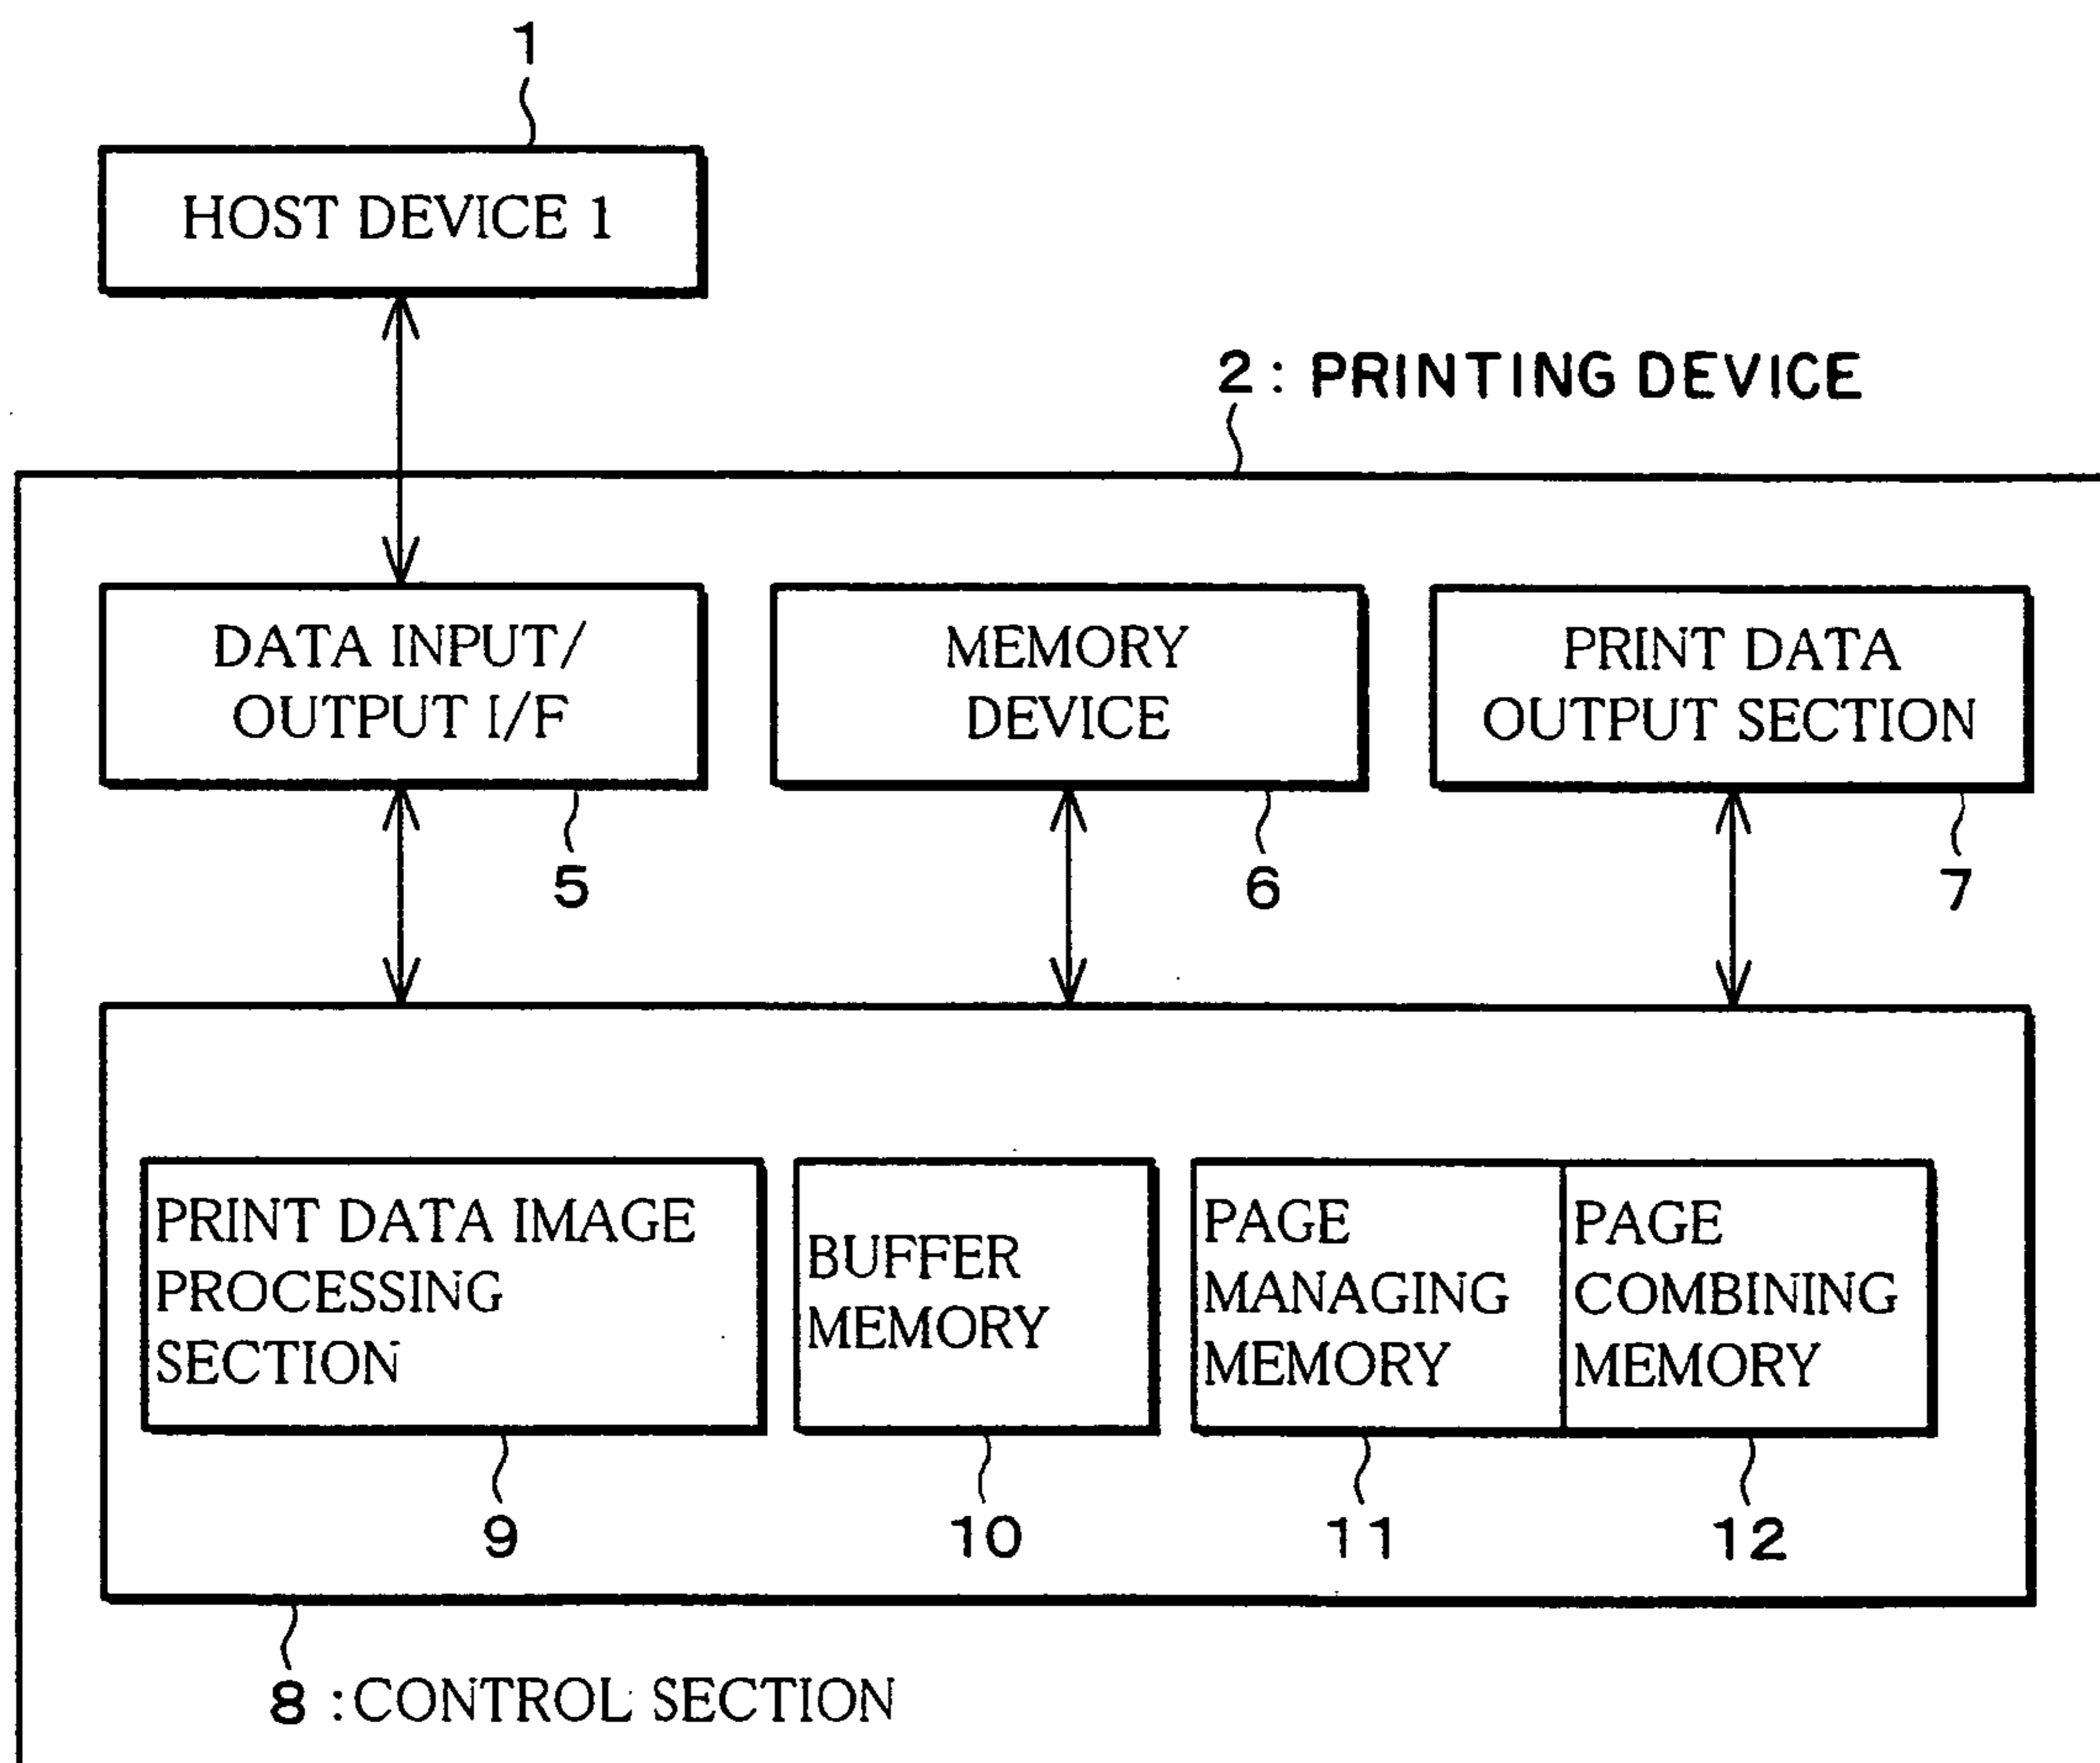 1
HOST DEVICE 1
2 : PRINTING DEVICE
DATA INPUT/
OUTPUT I/F
MEMORY
DEVICE
PRINT DATA
OUTPUT SECTION
5
6
7
PRINT DATA IMAGE
PROCESSING
SECTION
BUFFER
MEMORY
PAGE
MANAGING
MEMORY
PAGE
COMBINING
MEMORY
9
10
11
12
8 :CONTROL SECTION